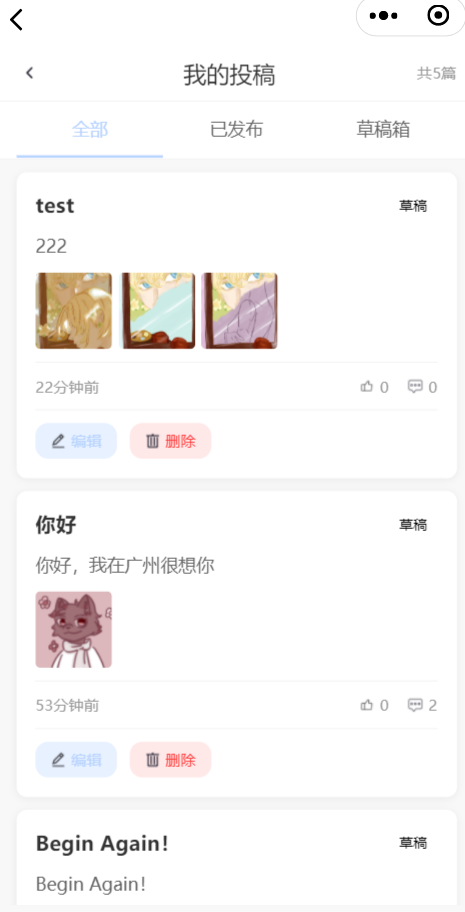 我的投稿
共5篇
全部 已发布 草稿箱
test 草稿
222
22分钟前 0 0
编辑 删除
你好 草稿
你好，我在广州很想你
53分钟前 0 2
编辑 删除
Begin Again! 草稿
Begin Again!